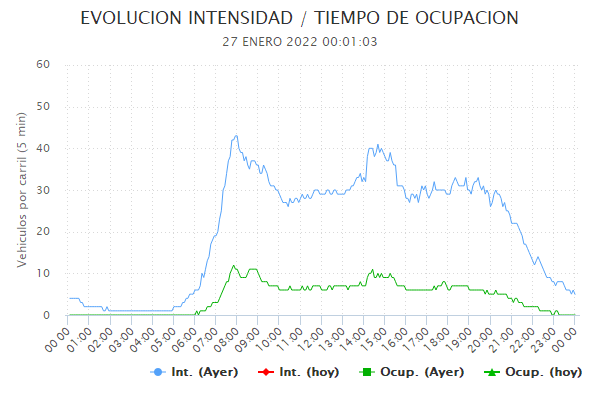 EVOLUCION INTENSIDAD / TIEMPO DE OCUPACION
27 ENERO 2022 00:01:03
Vehiculos por carril (5 min)
60
50
40
30
20
10
0
00:00 01:00 02:00 03:00 04:00 05:00 06:00 07:00 08:00 09:00 10:00 11:00 12:00 13:00 14:00 15:00 16:00 17:00 18:00 19:00 20:00 21:00 22:00 23:00 00:00
Int. (Ayer) Int. (hoy) Ocup. (Ayer) Ocup. (hoy)